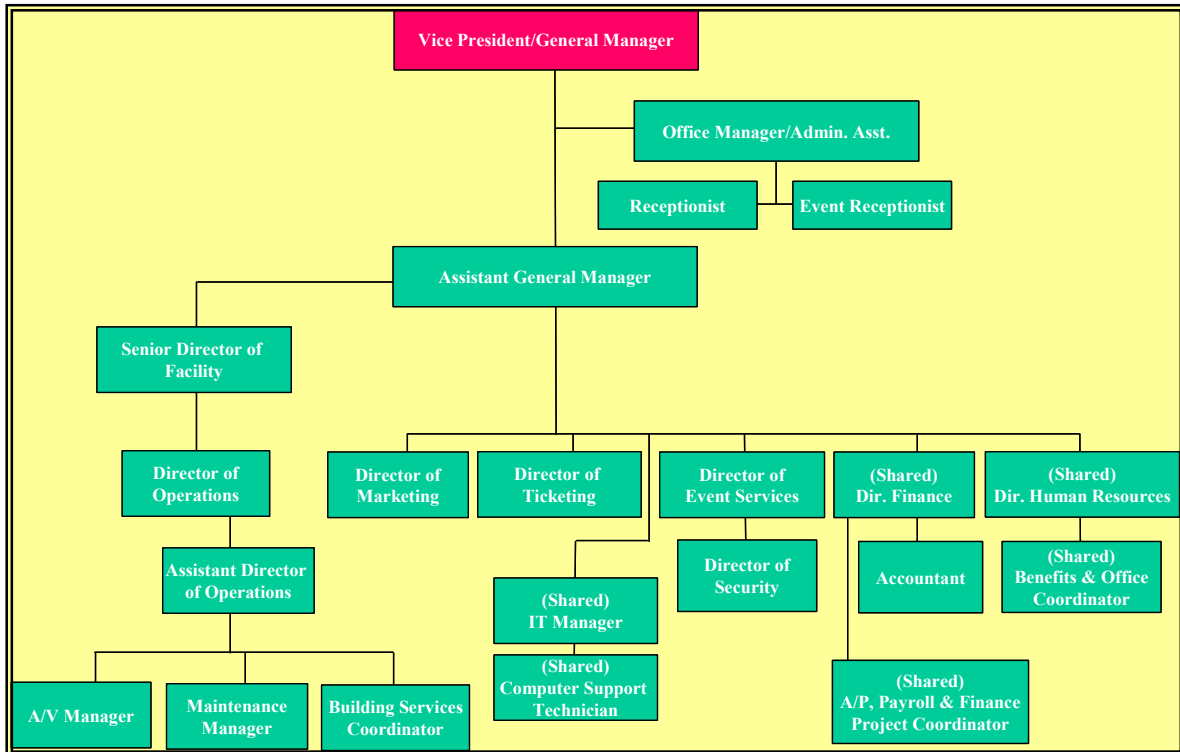 Vice President/General Manager
Office Manager/Admin. Asst.
Receptionist
Event Receptionist
Assistant General Manager
Senior Director of
Facility
Director of
Operations
Director of
Marketing
Director of
Ticketing
Director of
Event Services
(Shared)
Dir. Finance
(Shared)
Dir. Human Resources
Assistant Director
of Operations
(Shared)
IT Manager
Director of
Security
Accountant
(Shared)
Benefits & Office
Coordinator
A/V Manager
Maintenance
Manager
Building Services
Coordinator
(Shared)
Computer Support
Technician
(Shared)
A/P, Payroll & Finance
Project Coordinator